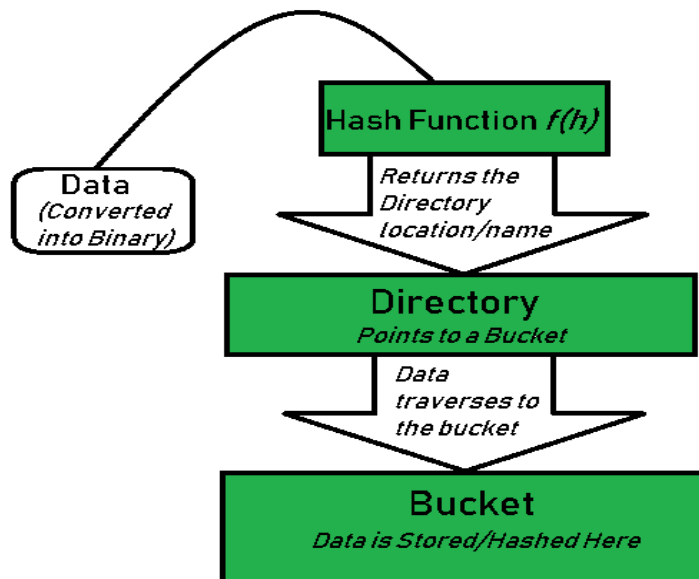 Hash Function f(h)
Data
(Converted
into Binary)
Returns the
Directory
location/name
Directory
Points to a Bucket
Data
traverses to
the bucket
Bucket
Data is Stored/Hashed Here